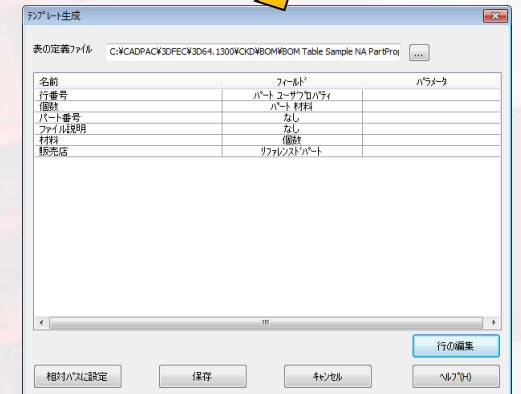 ﾃﾝﾌﾟﾚｰﾄ生成
表の定義ファイル C:¥CADPAC¥3DFEC¥3D64.1300¥CKD¥BOM¥BOM Table Sample NA PartProj ...
名前 フィールド パラメータ
行番号 パート ユーザプロパティ
個数 パート 材料
パート番号 なし
ファイル説明 なし
材料 個数
販売店 リファレンスドパート
行の編集
相対パスに設定 保存 キャンセル ヘルプ(H)